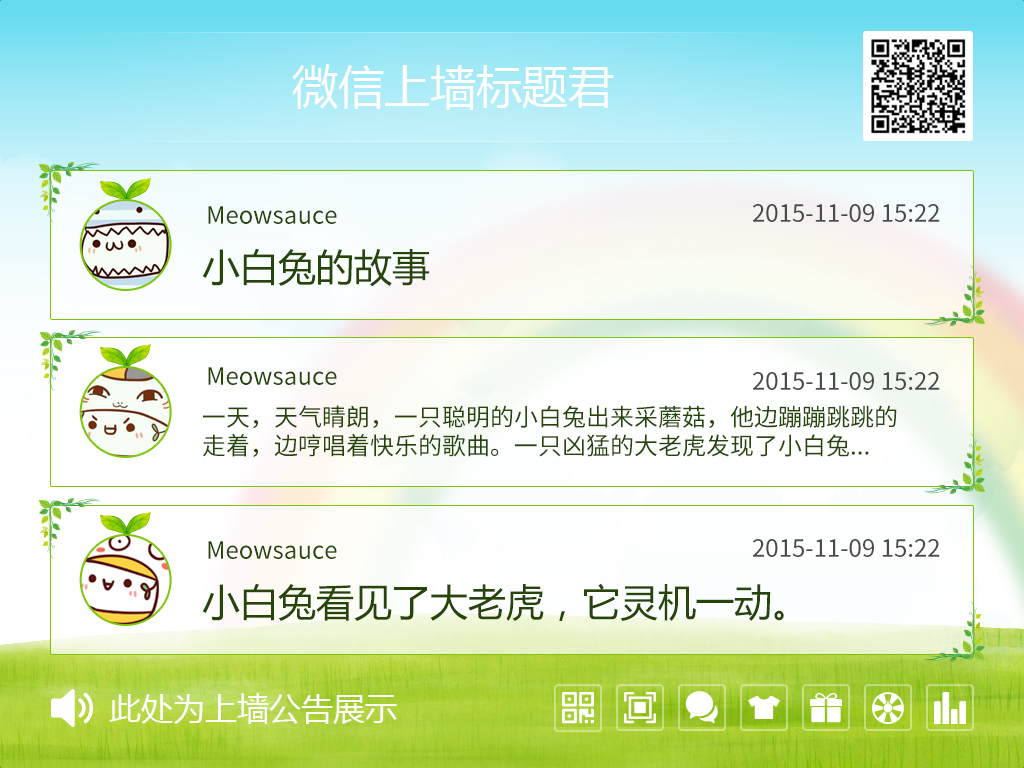 微信上墙标题君
Meowsauce
2015-11-09 15:22
小白兔的故事
Meowsauce
2015-11-09 15:22
一天，天气晴朗，一只聪明的小白兔出来采蘑菇，他边蹦蹦跳跳的
走着，边哼唱着快乐的歌曲。一只凶猛的大老虎发现了小白兔...
Meowsauce
2015-11-09 15:22
小白兔看见了大老虎，它灵机一动。
此处为上墙公告展示